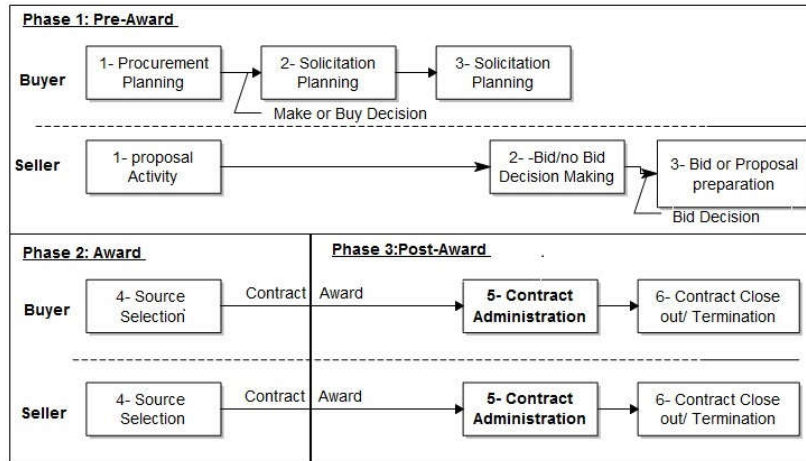 Phase 1: Pre-Award
Buyer
1- Procurement
Planning
2- Solicitation
Planning
3- Solicitation
Planning
Make or Buy Decision
Seller
1- proposal
Activity
2- -Bid/no Bid
Decision Making
3- Bid or Proposal
preparation
Bid Decision
Phase 2: Award
Phase 3:Post-Award
Buyer
4- Source
Selection
Contract
Award
5- Contract
Administration
6- Contract Close
out/ Termination
Seller
4- Source
Selection
Contract
Award
5- Contract
Administration
6- Contract Close
out/ Termination